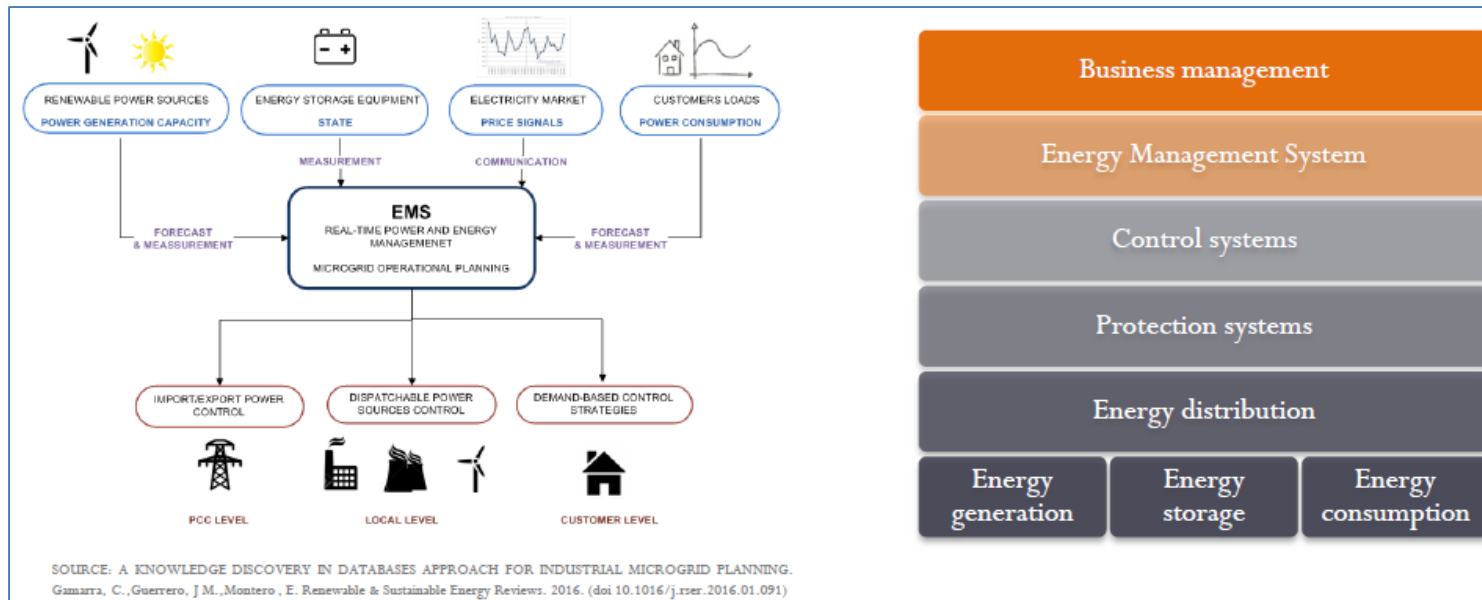 RENEWABLE POWER SOURCES
POWER GENERATION CAPACITY
ENERGY STORAGE EQUIPMENT
STATE
ELECTRICITY MARKET
PRICE SIGNALS
CUSTOMERS LOADS
POWER CONSUMPTION
MEASUREMENT
COMMUNICATION
FORECAST
& MEASSUREMENT
EMS
REAL-TIME POWER AND ENERGY
MANAGEMENET
MICROGRID OPERATIONAL PLANNING
FORECAST
& MEASUREMENT
IMPORT/EXPORT POWER
CONTROL
DISPATCHABLE POWER
SOURCES CONTROL
DEMAND-BASED CONTROL
STRATEGIES
PCC LEVEL
LOCAL LEVEL
CUSTOMER LEVEL
SOURCE: A KNOWLEDGE DISCOVERY IN DATABASES APPROACH FOR INDUSTRIAL MICROGRID PLANNING.
Gamarra, C.,Guerrero, J M.,Montero , E. Renewable & Sustainable Energy Reviews. 2016. (doi 10.1016/j.rser.2016.01.091)
Business management
Energy Management System
Control systems
Protection systems
Energy distribution
Energy
generation
Energy
storage
Energy
consumption